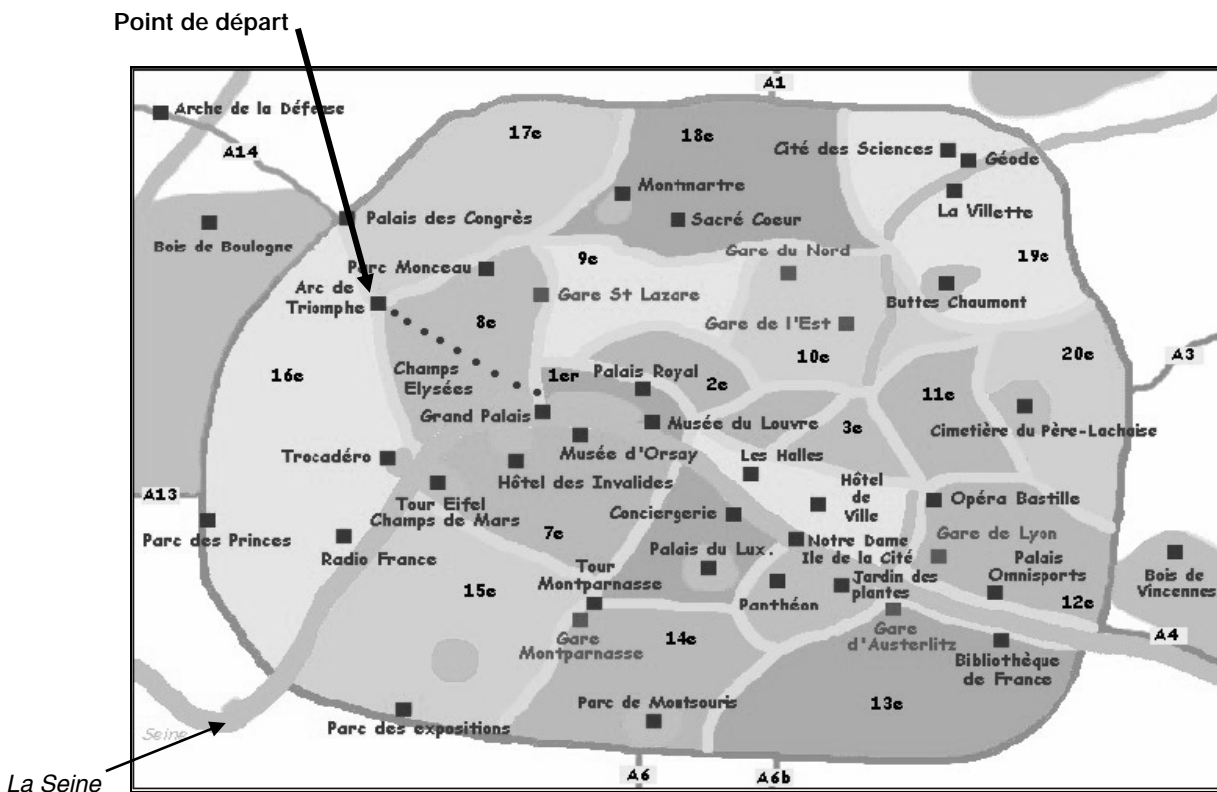 Point de départ
A1
Arche de la Défense
17e
18e
A14
Cité des Sciences
Géode
Montmartre
La Villette
Palais des Congrès
Sacré Coeur
Bois de Boulogne
Gare du Nord
9e
19e
Parc Monceau
Arc de
Triomphe
Gare St Lazare
Buttes Chaumont
8e
Gare de l'Est
10e
20e
A3
16e
Champs
Elysées
1er
Palais Royal
2e
11e
Grand Palais
Musée du Louvre
3e
Cimetière du Père-Lachaise
Trocadéro
Musée d'Orsay
Les Halles
Hôtel des Invalides
Hôtel
de
Ville
A13
Tour Eiffel
Champs de Mars
Opéra Bastille
Conciergerie
Parc des Princes
Radio France
7e
Palais du Lux.
Notre Dame
Ile de la Cité
Gare de Lyon
Tour
Montparnasse
Palais
Omnisports
Bois de
Vincennes
15e
Panthéon
Jardin des
plantes
12e
Gare
Montparnasse
14e
Gare
d'Austerlitz
A4
Bibliothèque
de France
Parc de Montsouris
13e
Parc des expositions
Seine
La Seine
A6
A6b